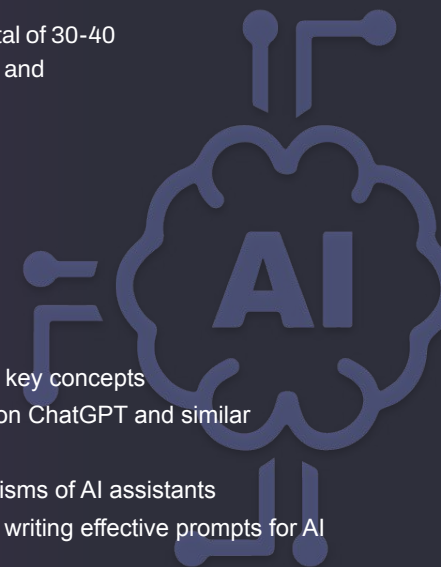 tal of 30-40
and
AI
key concepts
on ChatGPT and similar
isms of AI assistants
writing effective prompts for AI